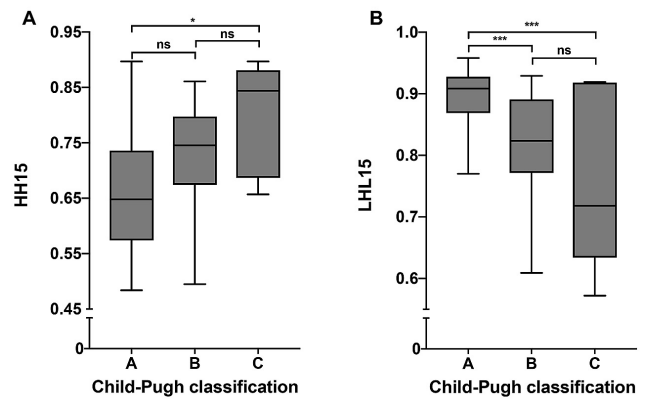 A
*
ns
ns
0.95
0.85
0.75
0.65
0.55
0.45
0
HH15
A B C
Child-Pugh classification
B
***
***
ns
1.0
0.9
0.8
0.7
0.6
0
LHL15
A B C
Child-Pugh classification